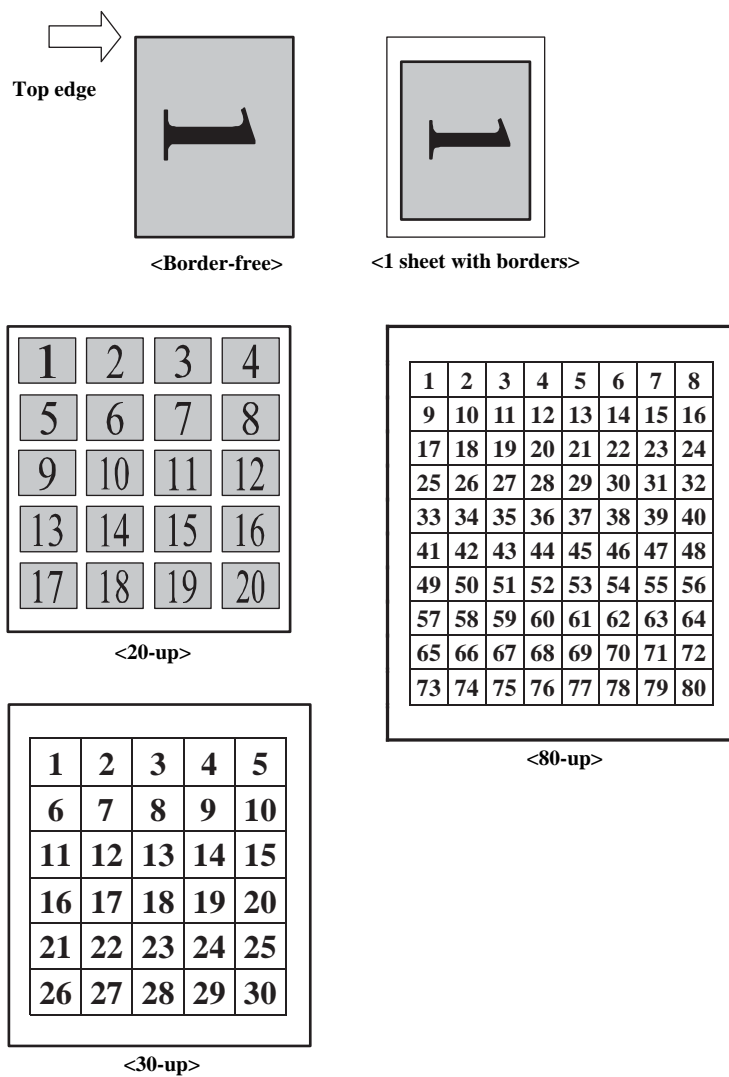 Top edge
1
1
<Border-free>
<1 sheet with borders>
1 2 3 4
5 6 7 8
9 10 11 12
13 14 15 16
17 18 19 20
<20-up>
1 2 3 4 5 6 7 8
9 10 11 12 13 14 15 16
17 18 19 20 21 22 23 24
25 26 27 28 29 30 31 32
33 34 35 36 37 38 39 40
41 42 43 44 45 46 47 48
49 50 51 52 53 54 55 56
57 58 59 60 61 62 63 64
65 66 67 68 69 70 71 72
73 74 75 76 77 78 79 80
<80-up>
1 2 3 4 5
6 7 8 9 10
11 12 13 14 15
16 17 18 19 20
21 22 23 24 25
26 27 28 29 30
<30-up>